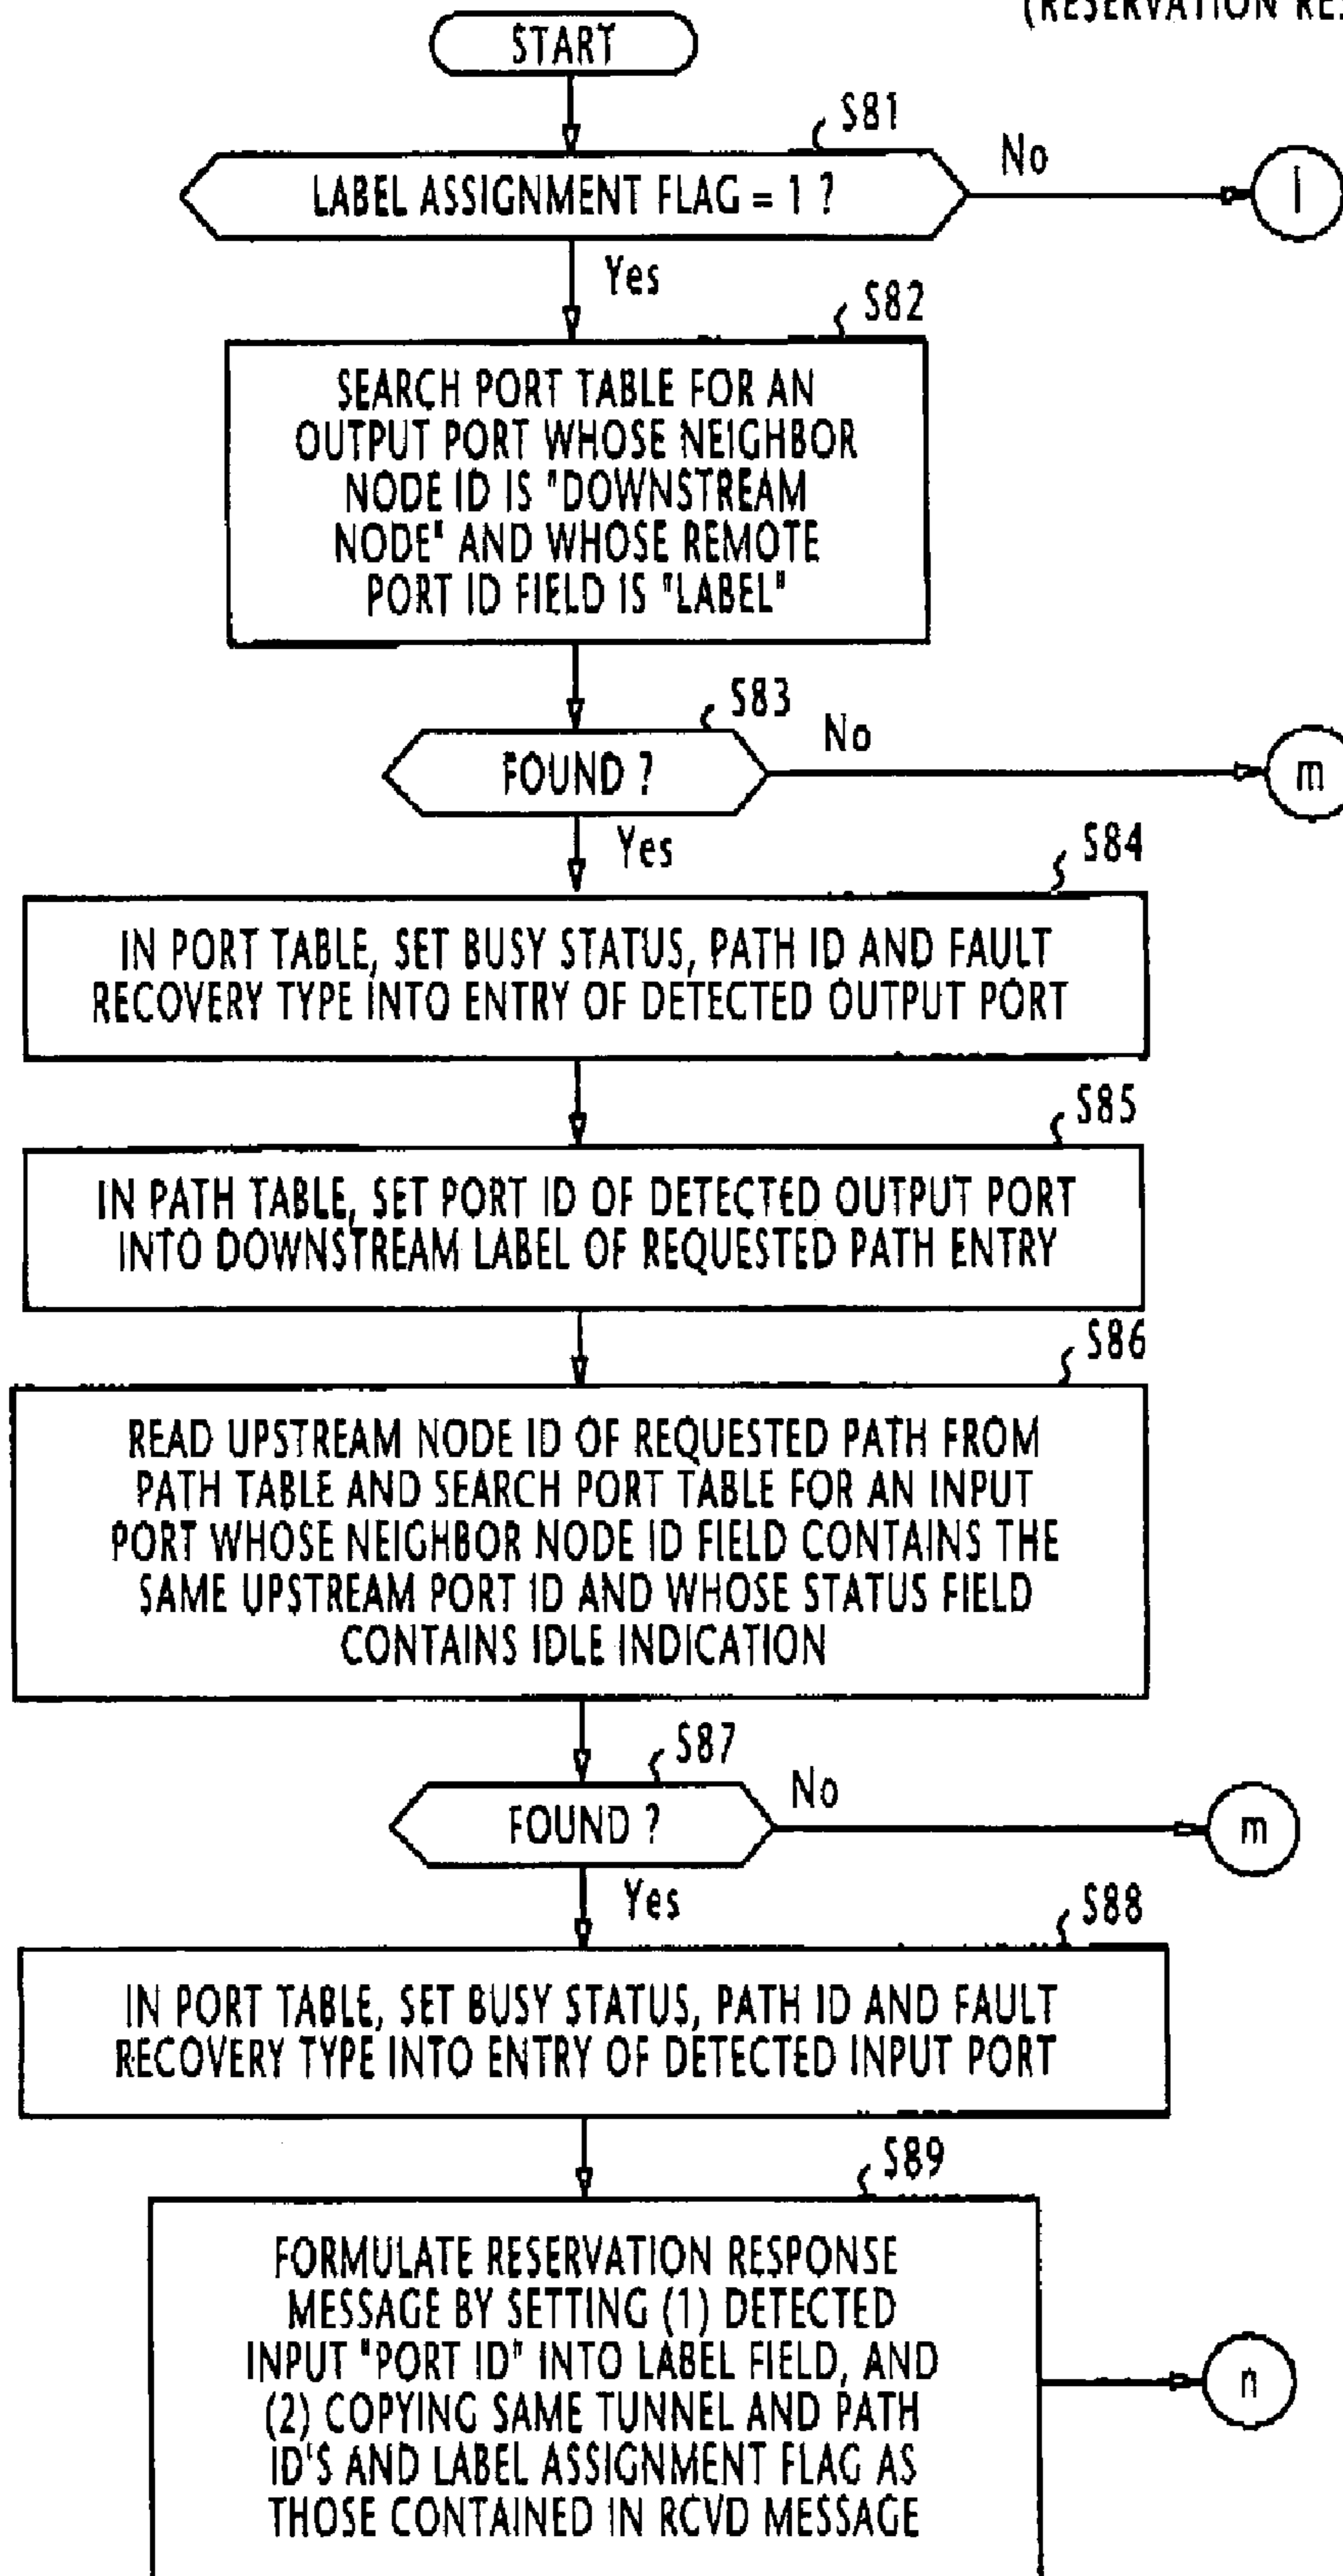 (RESERVATION RES
START
S81
LABEL ASSIGNMENT FLAG = 1 ?
No
l
Yes
S82
SEARCH PORT TABLE FOR AN
OUTPUT PORT WHOSE NEIGHBOR
NODE ID IS "DOWNSTREAM
NODE" AND WHOSE REMOTE
PORT ID FIELD IS "LABEL"
S83
FOUND ?
No
m
Yes
S84
IN PORT TABLE, SET BUSY STATUS, PATH ID AND FAULT
RECOVERY TYPE INTO ENTRY OF DETECTED OUTPUT PORT
S85
IN PATH TABLE, SET PORT ID OF DETECTED OUTPUT PORT
INTO DOWNSTREAM LABEL OF REQUESTED PATH ENTRY
S86
READ UPSTREAM NODE ID OF REQUESTED PATH FROM
PATH TABLE AND SEARCH PORT TABLE FOR AN INPUT
PORT WHOSE NEIGHBOR NODE ID FIELD CONTAINS THE
SAME UPSTREAM PORT ID AND WHOSE STATUS FIELD
CONTAINS IDLE INDICATION
S87
FOUND ?
No
m
Yes
S88
IN PORT TABLE, SET BUSY STATUS, PATH ID AND FAULT
RECOVERY TYPE INTO ENTRY OF DETECTED INPUT PORT
S89
FORMULATE RESERVATION RESPONSE
MESSAGE BY SETTING (1) DETECTED
INPUT "PORT ID" INTO LABEL FIELD, AND
(2) COPYING SAME TUNNEL AND PATH
ID'S AND LABEL ASSIGNMENT FLAG AS
THOSE CONTAINED IN RCVD MESSAGE
n